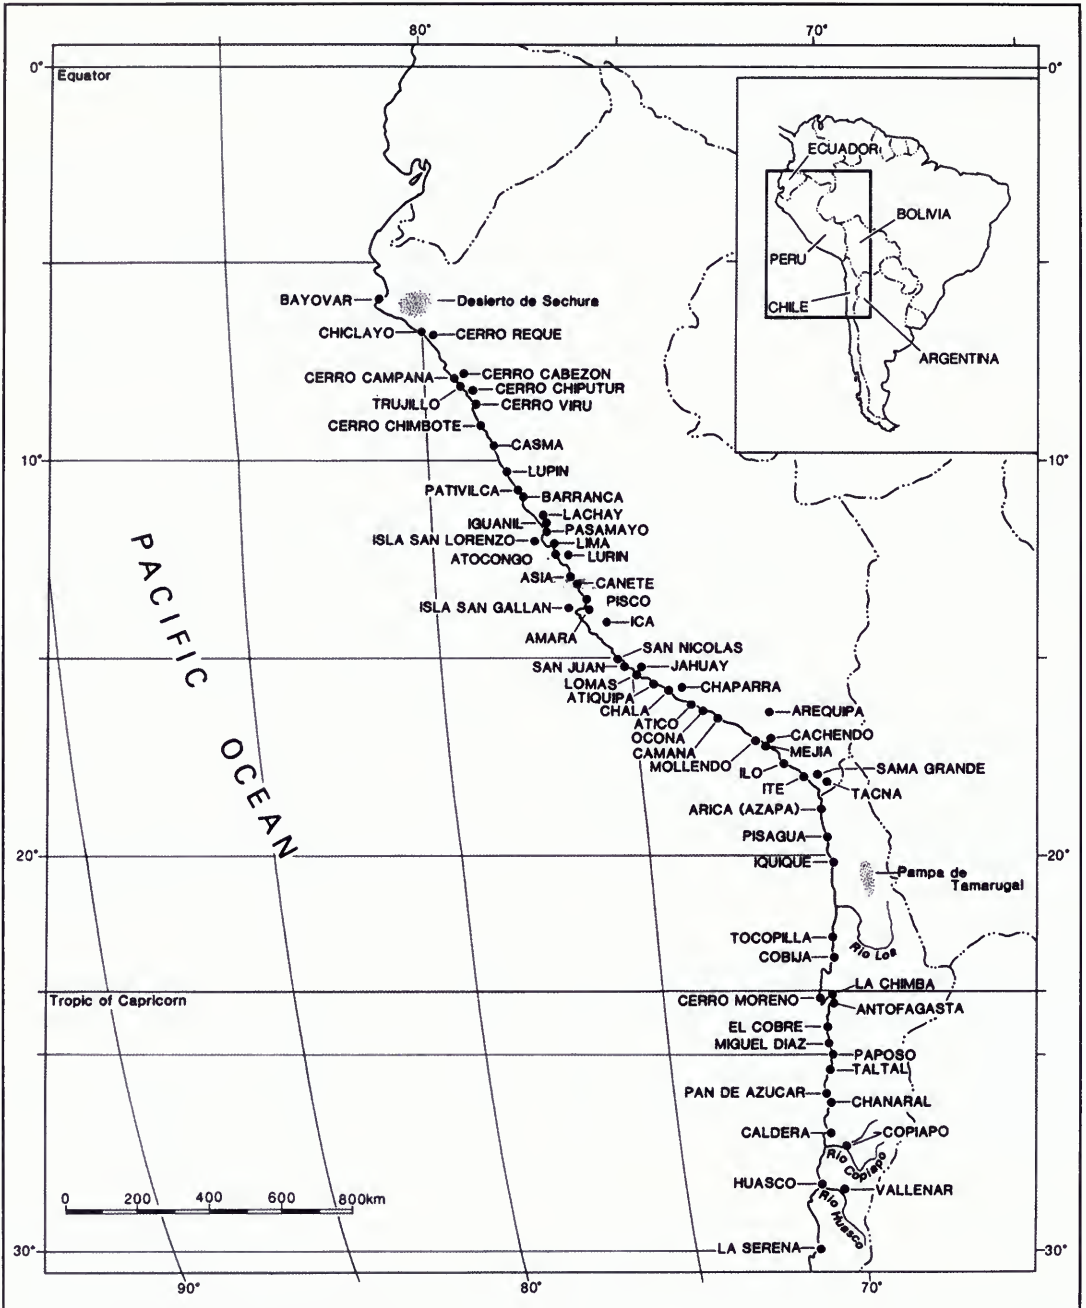 80°
70°
0°
Equator
0°
ECUADOR
BOLIVIA
PERU
CHILE
ARGENTINA
BAYOVAR
Desierto de Sechura
CHICLAYO
CERRO REQUE
CERRO CABEZON
CERRO CAMPANA
CERRO CHIPUTUR
TRUJILLO
CERRO VIRU
CERRO CHIMBOTE
CASMA
10°
10°
LUPIN
PATIVILCA
BARRANCA
LACHAY
IGUANIL
PASAMAYO
ISLA SAN LORENZO
LIMA
ATOCONGO
LURIN
ASIA
CANETE
PISCO
ISLA SAN GALLAN
ICA
AMARA
SAN NICOLAS
SAN JUAN
JAHUAY
LOMAS
CHAPARRA
ATIQUIPA
CHALA
AREQUIPA
ATICO
OCONA
CACHENDO
CAMANA
MEJIA
MOLLENDO
ILO
SAMA GRANDE
ITE
TACNA
ARICA (AZAPA)
PISAGUA
PACIFIC OCEAN
20°
20°
IQUIQUE
Pampa de
Tamarugal
TOCOPILLA
Rio Loa
COBIJA
LA CHIMBA
Tropic of Capricorn
CERRO MORENO
ANTOFAGASTA
EL COBRE
MIGUEL DIAZ
PAPOSO
TALTAL
PAN DE AZUCAR
CHANARAL
CALDERA
COPIAPO
Rio Copiapo
HUASCO
VALLENAR
Rio Huasco
0 200 400 600 800km
LA SERENA
30°
30°
90°
80°
70°